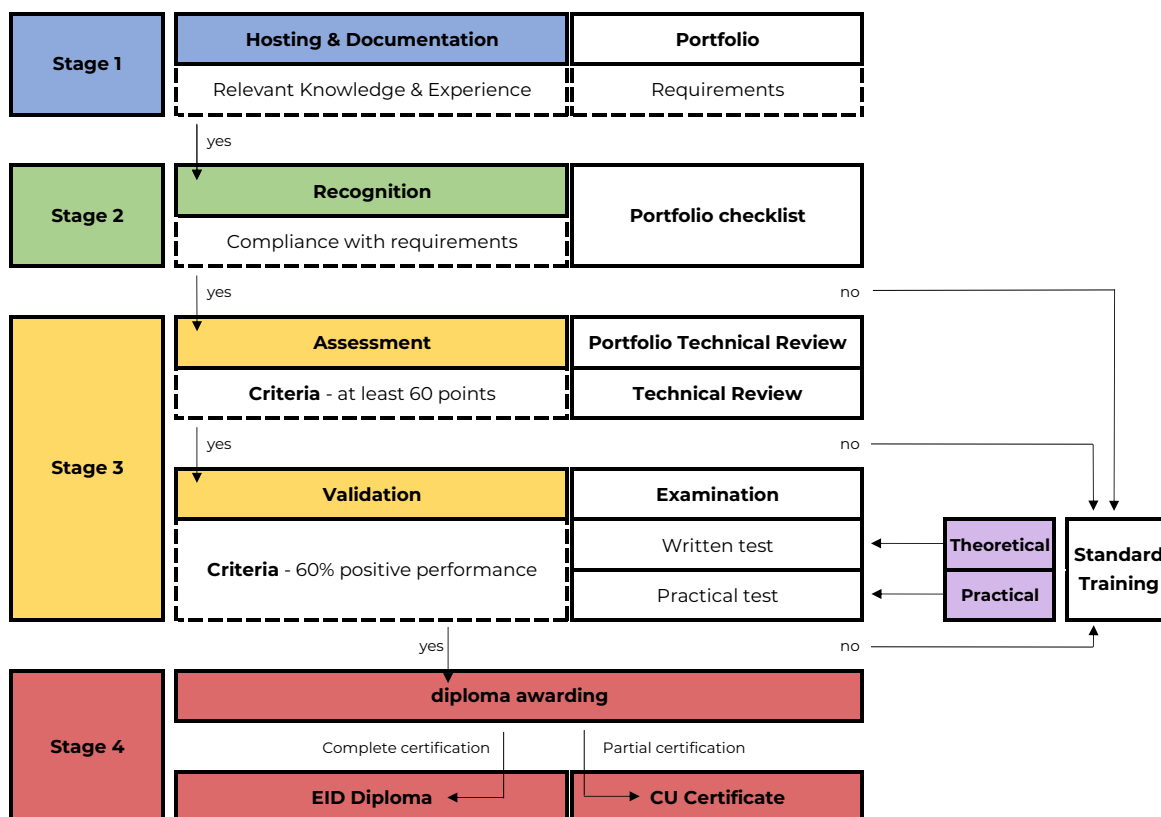 Stage 1
Hosting & Documentation
Portfolio
Relevant Knowledge & Experience
Requirements
yes
Stage 2
Recognition
Portfolio checklist
Compliance with requirements
yes
no
Stage 3
Assessment
Portfolio Technical Review
Criteria - at least 60 points
Technical Review
yes
no
Validation
Examination
Criteria - 60% positive performance
Written test
Practical test
Theoretical
Practical
Standard
Training
yes
no
Stage 4
diploma awarding
Complete certification
Partial certification
EID Diploma
CU Certificate